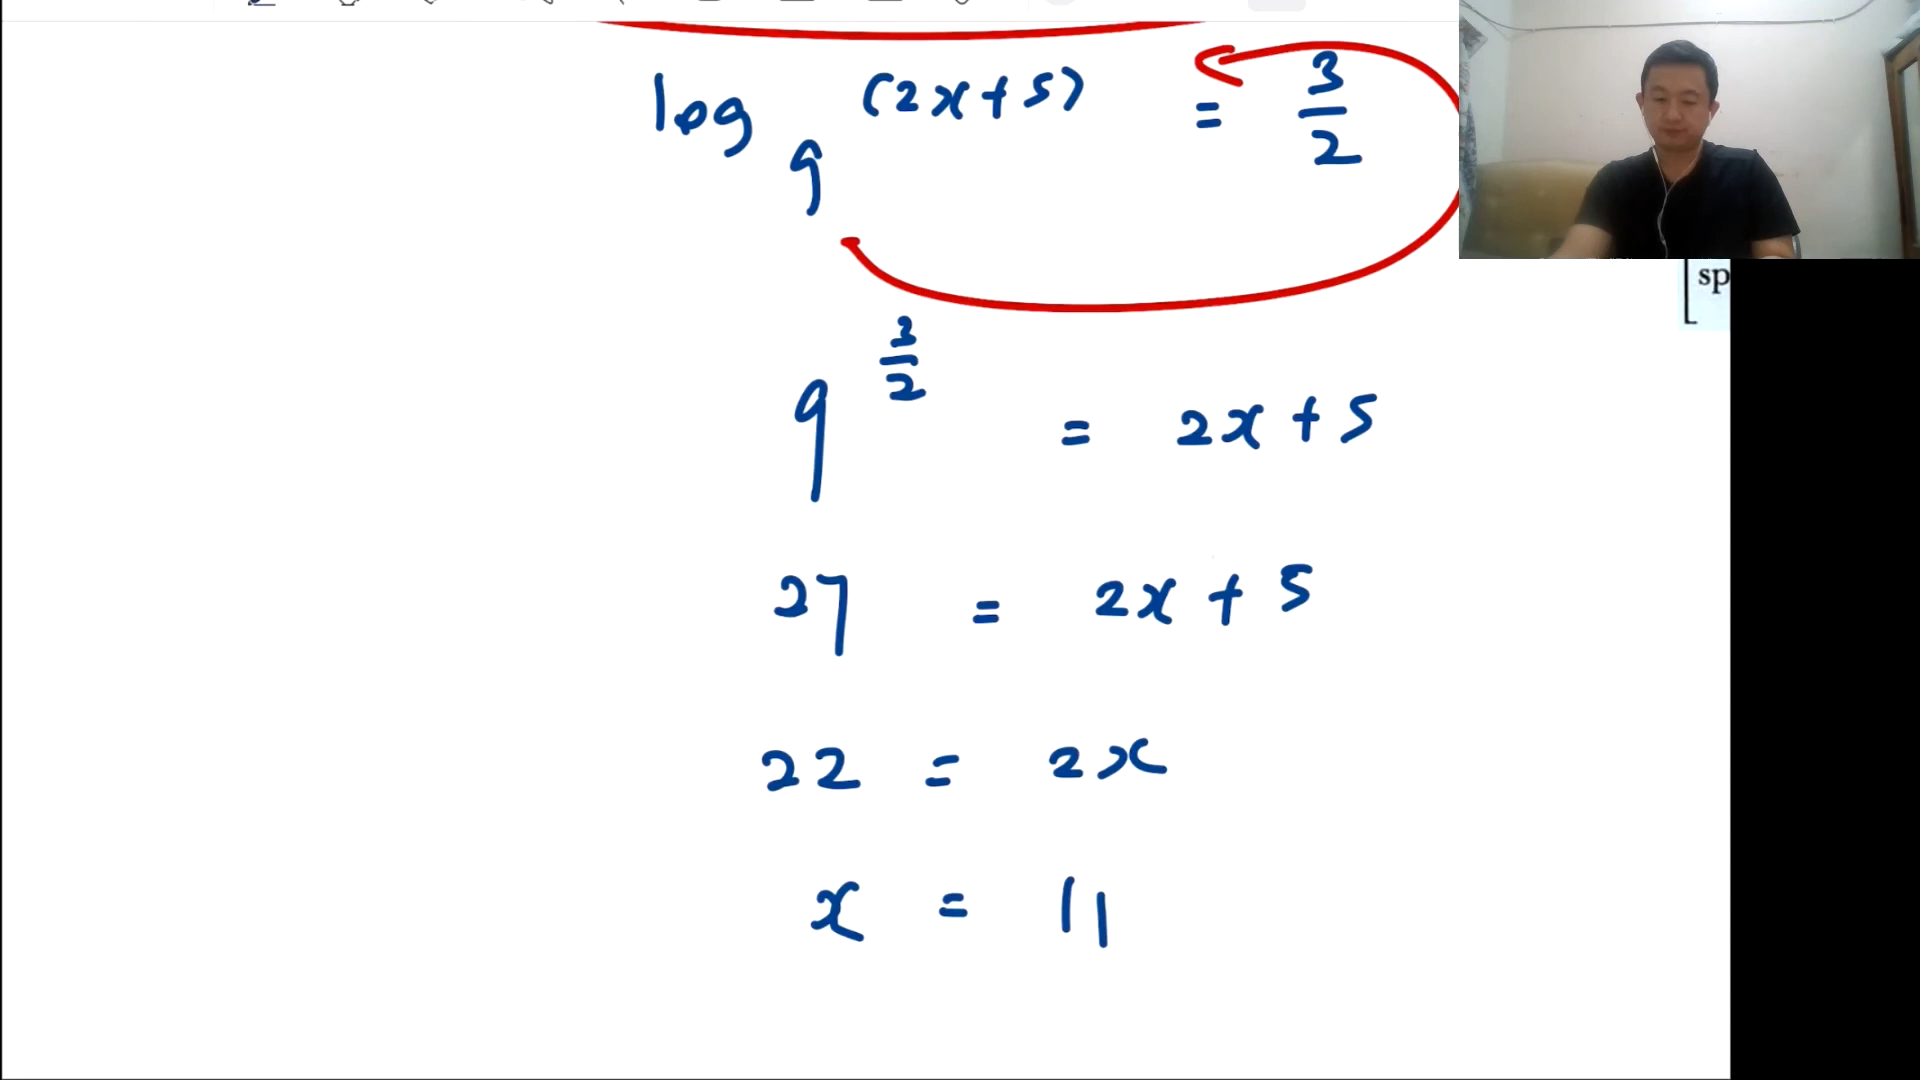 log₉ (2x+5) = 3/2
sp
9^(3/2) = 2x+5
27 = 2x+5
22 = 2x
x = 11